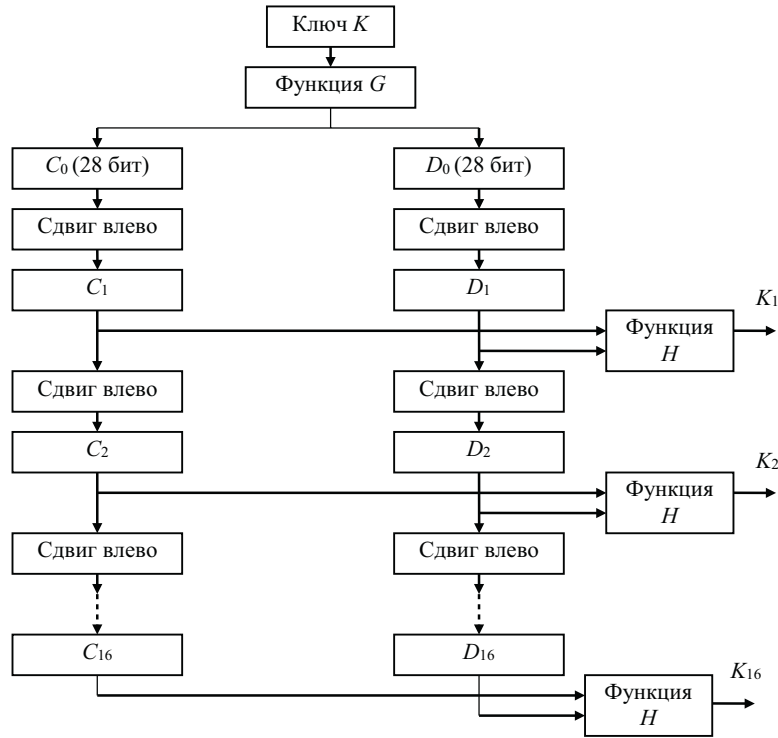 Ключ K
Функция G
C0 (28 бит)
D0 (28 бит)
Сдвиг влево
Сдвиг влево
C1
D1
K1
Функция
H
Сдвиг влево
Сдвиг влево
C2
D2
K2
Функция
H
Сдвиг влево
Сдвиг влево
C16
D16
K16
Функция
H